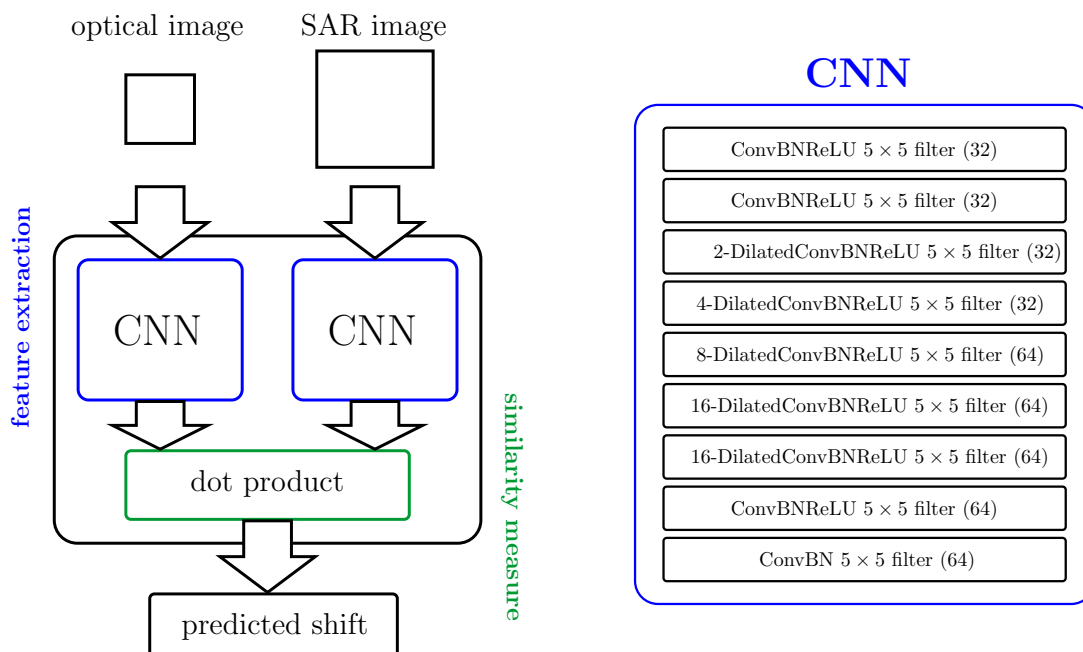 optical image
SAR image
feature extraction
CNN
CNN
dot product
similarity measure
predicted shift
CNN
ConvBNReLU 5 × 5 filter (32)
ConvBNReLU 5 × 5 filter (32)
2-DilatedConvBNReLU 5 × 5 filter (32)
4-DilatedConvBNReLU 5 × 5 filter (32)
8-DilatedConvBNReLU 5 × 5 filter (64)
16-DilatedConvBNReLU 5 × 5 filter (64)
16-DilatedConvBNReLU 5 × 5 filter (64)
ConvBNReLU 5 × 5 filter (64)
ConvBN 5 × 5 filter (64)